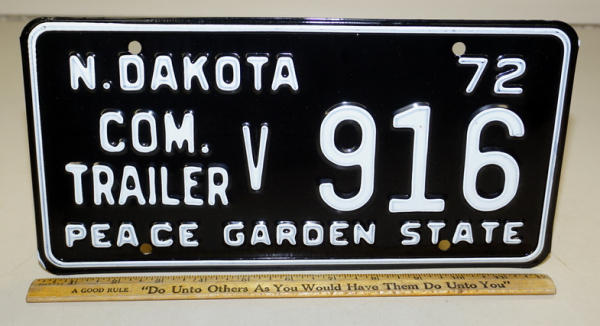 N. DAKOTA 72
COM. TRAILER V 916
PEACE GARDEN STATE
A GOOD RULE "Do Unto Others As You Would Have Them Do Unto You"